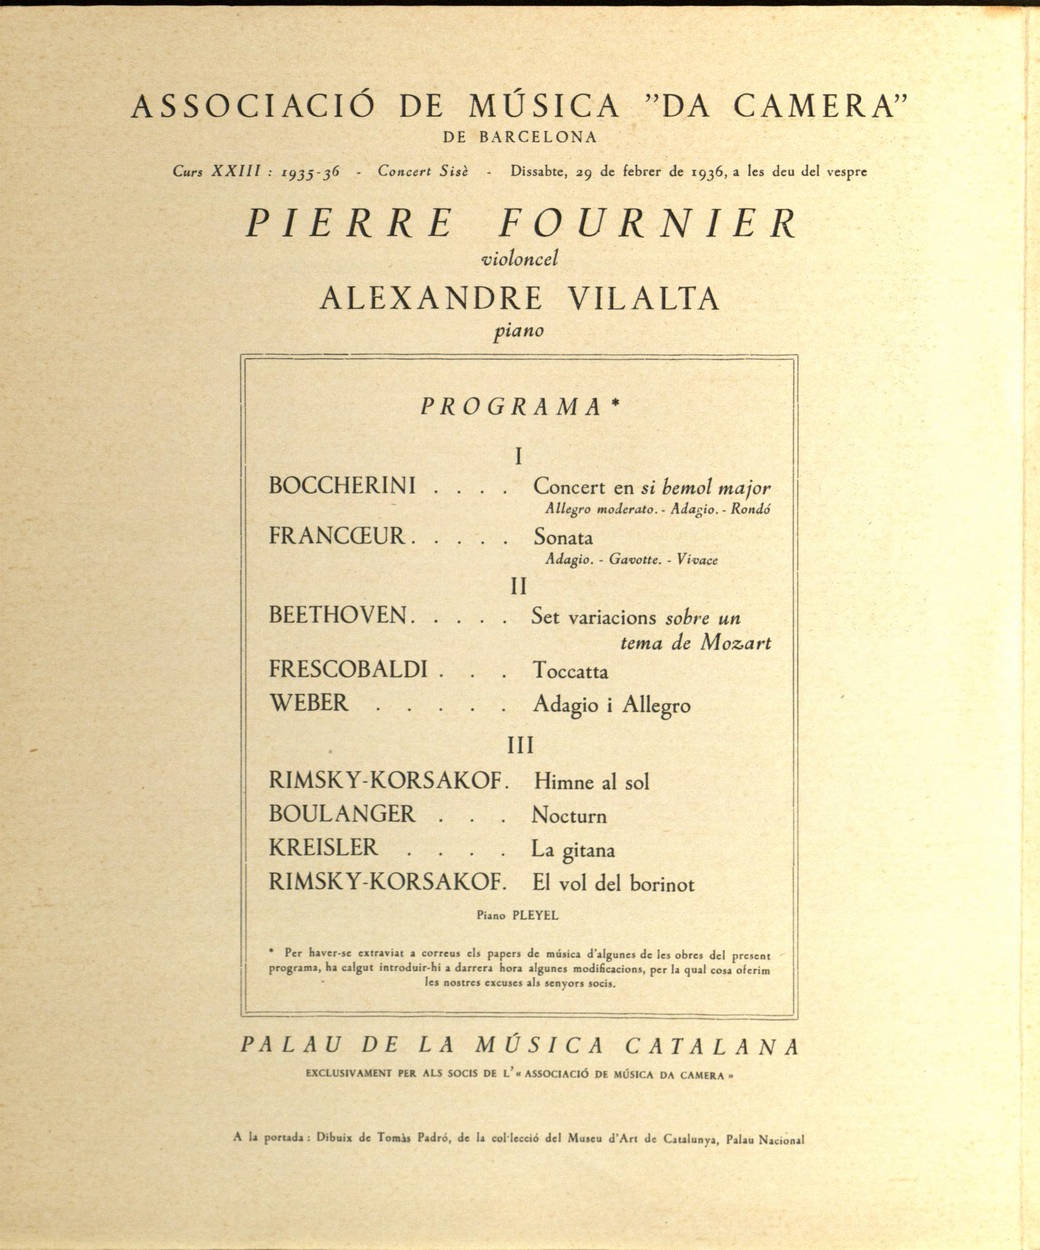 ASSOCIACIÓ DE MÚSICA ”DA CAMERA”
DE BARCELONA
Curs XXIII : 1935-36 - Concert Sisè - Dissabte, 29 de febrer de 1936, a les deu del vespre
PIERRE FOURNIER
violoncel
ALEXANDRE VILALTA
piano
PROGRAMA *
I
BOCCHERINI . . . . Concert en si bemol major
Allegro moderato. - Adagio. - Rondó
FRANCŒUR. . . . . Sonata
Adagio. - Gavotte. - Vivace
II
BEETHOVEN. . . . . Set variacions sobre un
tema de Mozart
FRESCOBALDI . . . Toccatta
WEBER . . . . . Adagio i Allegro
III
RIMSKY-KORSAKOF. Himne al sol
BOULANGER . . . Nocturn
KREISLER . . . . La gitana
RIMSKY-KORSAKOF. El vol del borinot
Piano PLEYEL
* Per haver-se extraviat a correus els papers de música d'algunes de les obres del present
programa, ha calgut introduir-hi a darrera hora algunes modificacions, per la qual cosa oferim
les nostres excuses als senyors socis.
PALAU DE LA MÚSICA CATALANA
EXCLUSIVAMENT PER ALS SOCIS DE L'« ASSOCIACIÓ DE MÚSICA DA CAMERA »
A la portada : Dibuix de Tomàs Padró, de la col·lecció del Museu d'Art de Catalunya, Palau Nacional